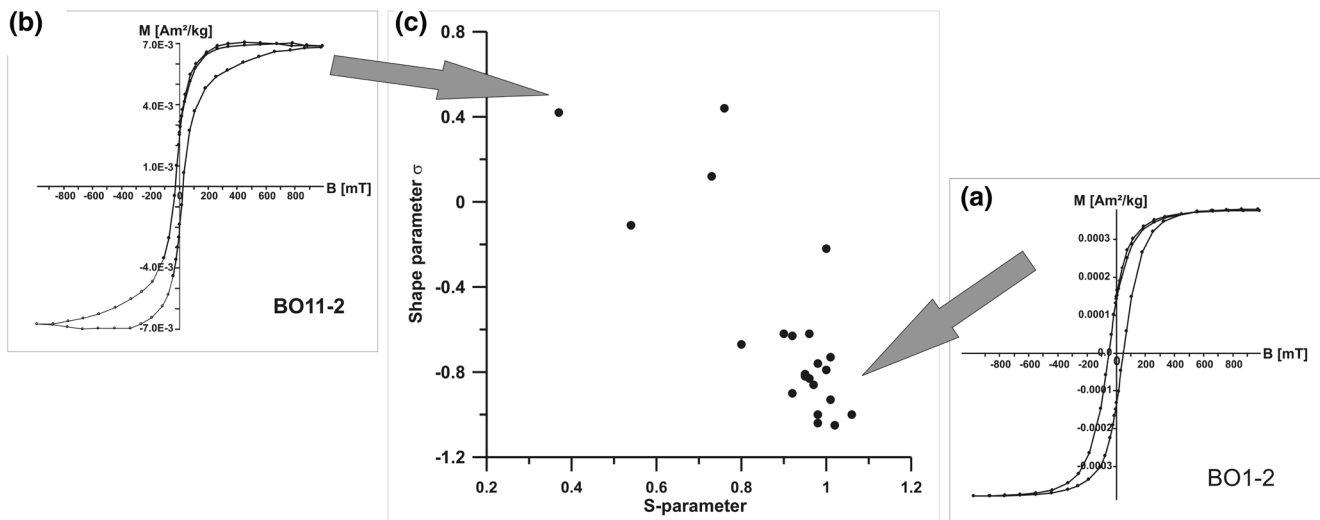 (b)
M [Am²/kg]
7.0E-3
4.0E-3
1.0E-3
-800 -600 -400 -200 0 200 400 600 800
B [mT]
-4.0E-3
-7.0E-3
BO11-2
(c)
0.8
0.4
0
-0.4
-0.8
-1.2
Shape parameter σ
0.2 0.4 0.6 0.8 1 1.2
S-parameter
(a)
M [Am²/kg]
0.0003
0.0002
0.0001
0.0
-800 -600 -400 -200 0 200 400 600 800
B [mT]
-0.0001
-0.0002
-0.0003
BO1-2